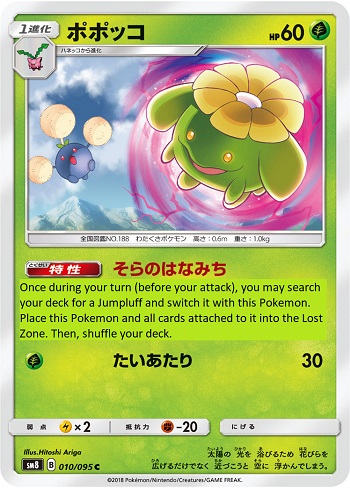 1進化
ポポッコ
HP60
ハネッコから進化
全国図鑑NO.188 わたくさポケモン 高さ:0.6m 重さ:1.0kg
特性 そらのはなみち
Once during your turn (before your attack), you may search
your deck for a Jumpluff and switch it with this Pokemon.
Place this Pokemon and all cards attached to it into the Lost
Zone. Then, shuffle your deck.
たいあたり 30
弱点 ×2 抵抗力 -20 にげる
Illus.Hitoshi Ariga
SM8 B 010/095 C
太陽の 光を 浴びるため 花びらを
広げるだけでなく 近づこうと 空に 浮かんでしまう。
©2018 Pokémon/Nintendo/Creatures/GAME FREAK.